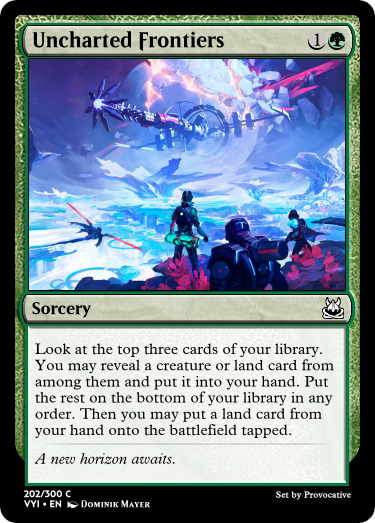 Uncharted Frontiers 1
Sorcery
Look at the top three cards of your library.
You may reveal a creature or land card from
among them and put it into your hand. Put
the rest on the bottom of your library in any
order. Then you may put a land card from
your hand onto the battlefield tapped.
A new horizon awaits.
202/300 C
VYI • EN Dominik Mayer
Set by Provocative